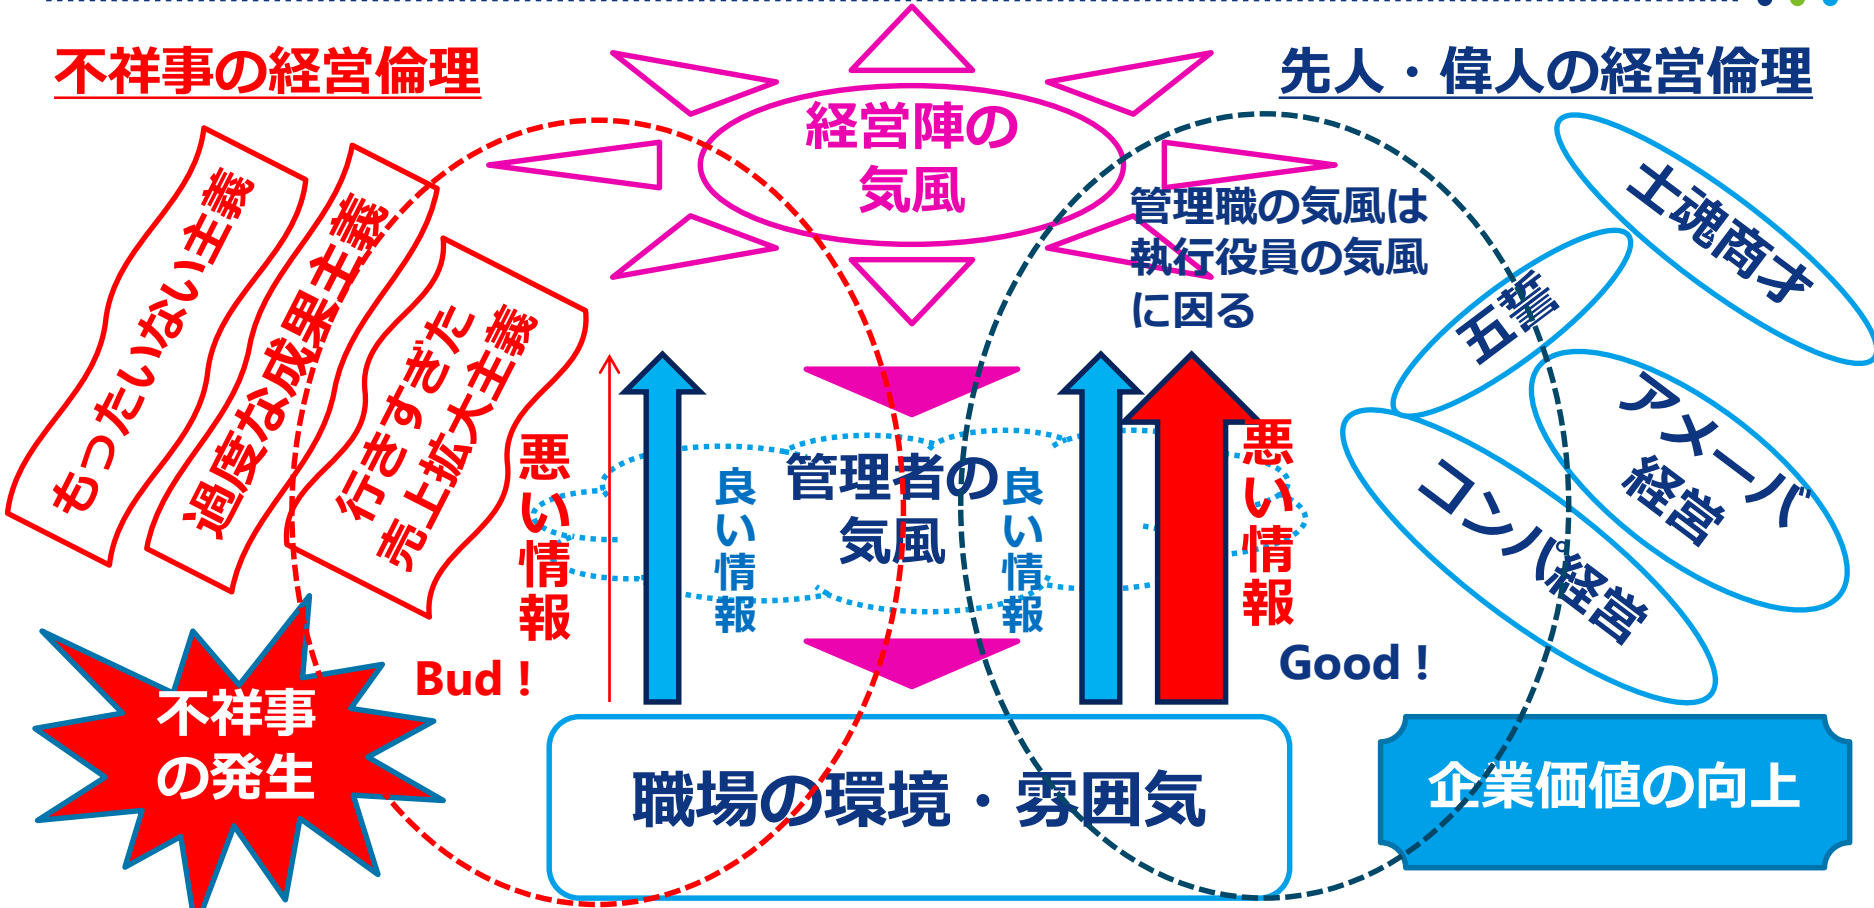 不祥事の経営倫理
先人・偉人の経営倫理
経営陣の
気風
管理職の気風は
執行役員の気風
に因る
もったいない主義
過度な成果主義
行きすぎた
売上拡大主義
士魂商才
五誓
アメーバ
経営
コンパ経営
悪い情報
良い情報
管理者の
気風
良い情報
悪い情報
Bud！
Good！
不祥事
の発生
職場の環境・雰囲気
企業価値の向上